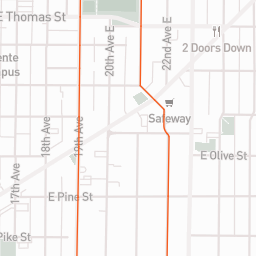 E Thomas St
20th Ave E
22nd Ave E
2 Doors Down
ente
pus
Safeway
18th Ave
19th Ave
E Olive St
17th Ave
E Pine St
Pike St